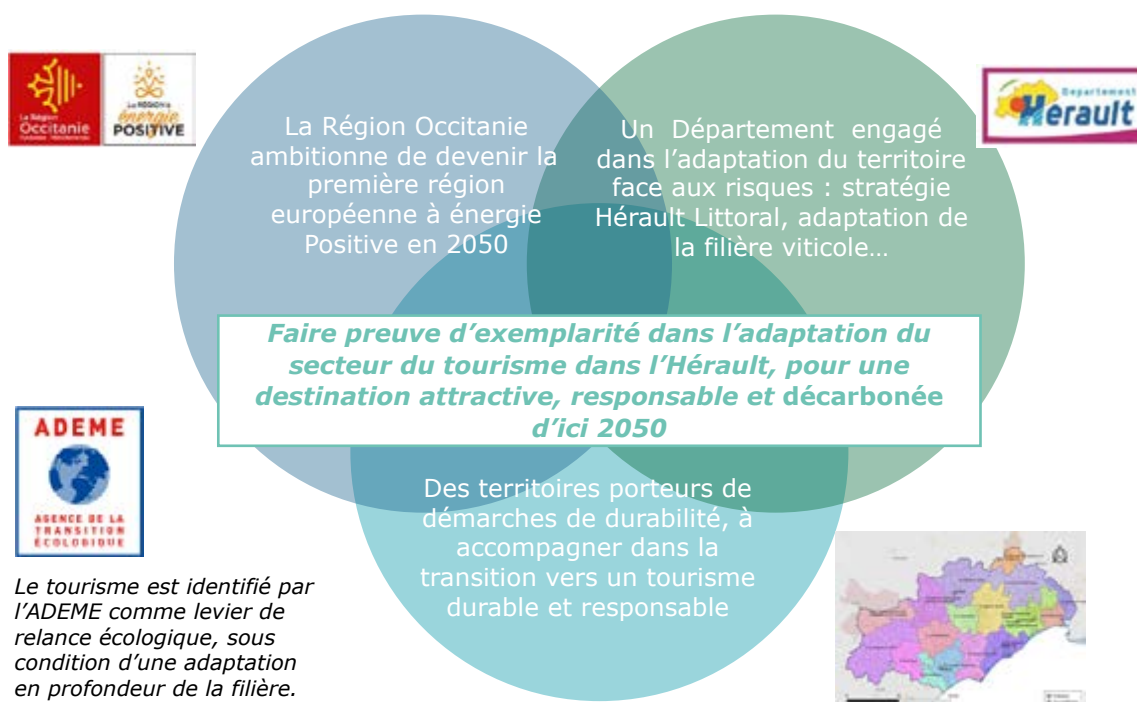 La Région
Occitanie
La RÉGION à
énergie
POSITIVE
Département
Hérault
La Région Occitanie
ambitionne de devenir la
première région
européenne à énergie
Positive en 2050
Un Département engagé
dans l’adaptation du territoire
face aux risques : stratégie
Hérault Littoral, adaptation de
la filière viticole…
Faire preuve d’exemplarité dans l’adaptation du
secteur du tourisme dans l’Hérault, pour une
destination attractive, responsable et décarbonée
d’ici 2050
ADEME
AGENCE DE LA
TRANSITION
ÉCOLOGIQUE
Des territoires porteurs de
démarches de durabilité, à
accompagner dans la
transition vers un tourisme
durable et responsable
Le tourisme est identifié par
l’ADEME comme levier de
relance écologique, sous
condition d’une adaptation
en profondeur de la filière.